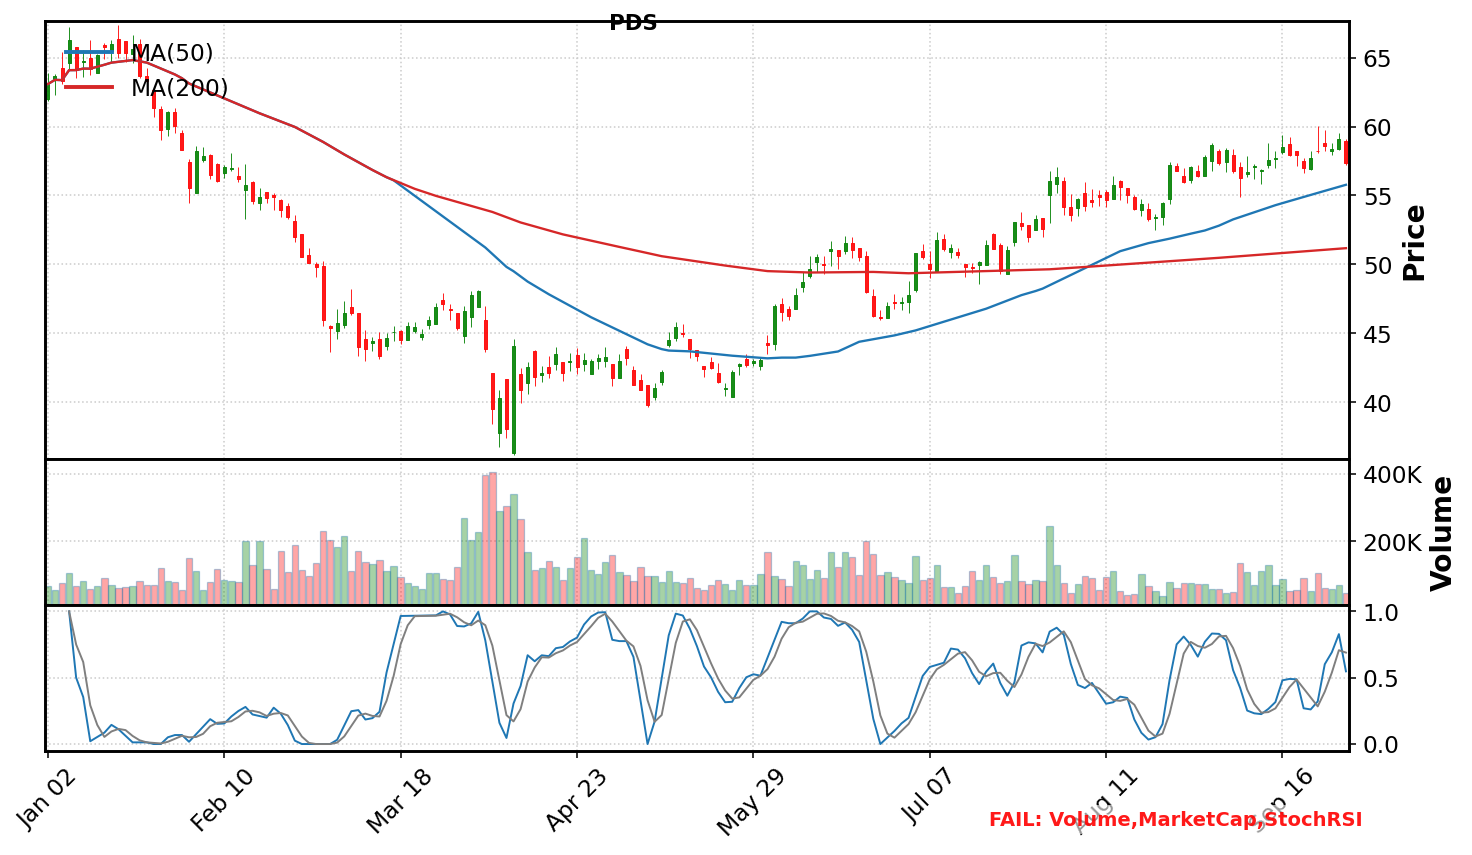 PDS
MA(50)
MA(200)
65
60
55
50
45
40
Price
400K
200K
Volume
1.0
0.5
0.0
Jan 02
Feb 10
Mar 18
Apr 23
May 29
Jul 07
Aug 11
Sep 16
FAIL: Volume,MarketCap,StochRSI